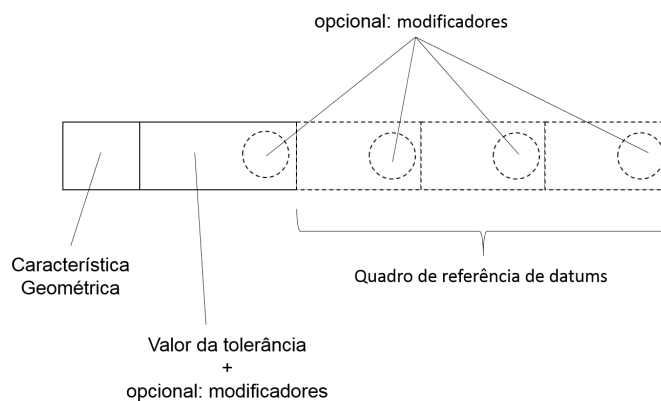 opcional: modificadores
Característica
Geométrica
Quadro de referência de datums
Valor da tolerância
+
opcional: modificadores